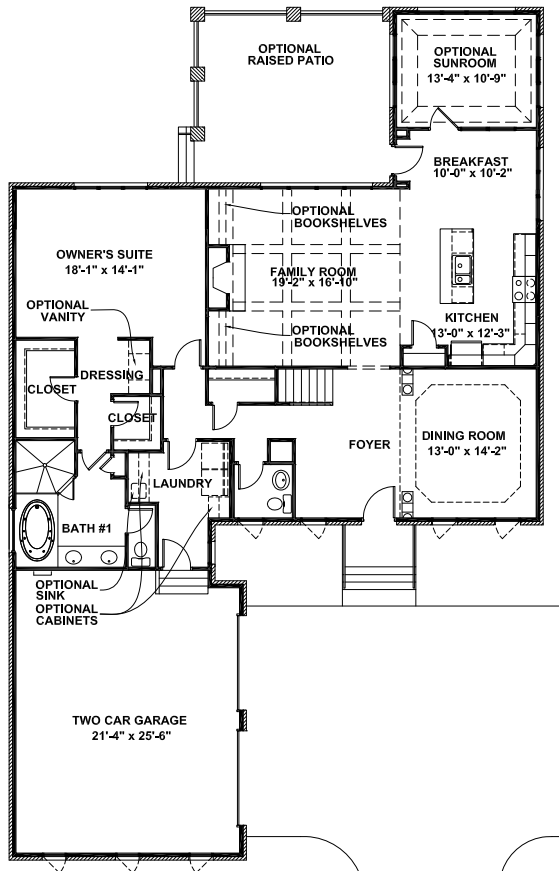 OPTIONAL
RAISED PATIO
OPTIONAL
SUNROOM
13'-4" x 10'-9"
BREAKFAST
10'-0" x 10'-2"
OPTIONAL
BOOKSHELVES
OWNER'S SUITE
18'-1" x 14'-1"
FAMILY ROOM
19'-2" x 16'-10"
OPTIONAL
VANITY
KITCHEN
13'-0" x 12'-3"
OPTIONAL
BOOKSHELVES
DRESSING
CLOSET
CLOSET
FOYER
DINING ROOM
13'-0" x 14'-2"
LAUNDRY
BATH #1
OPTIONAL
SINK
OPTIONAL
CABINETS
TWO CAR GARAGE
21'-4" x 25'-6"